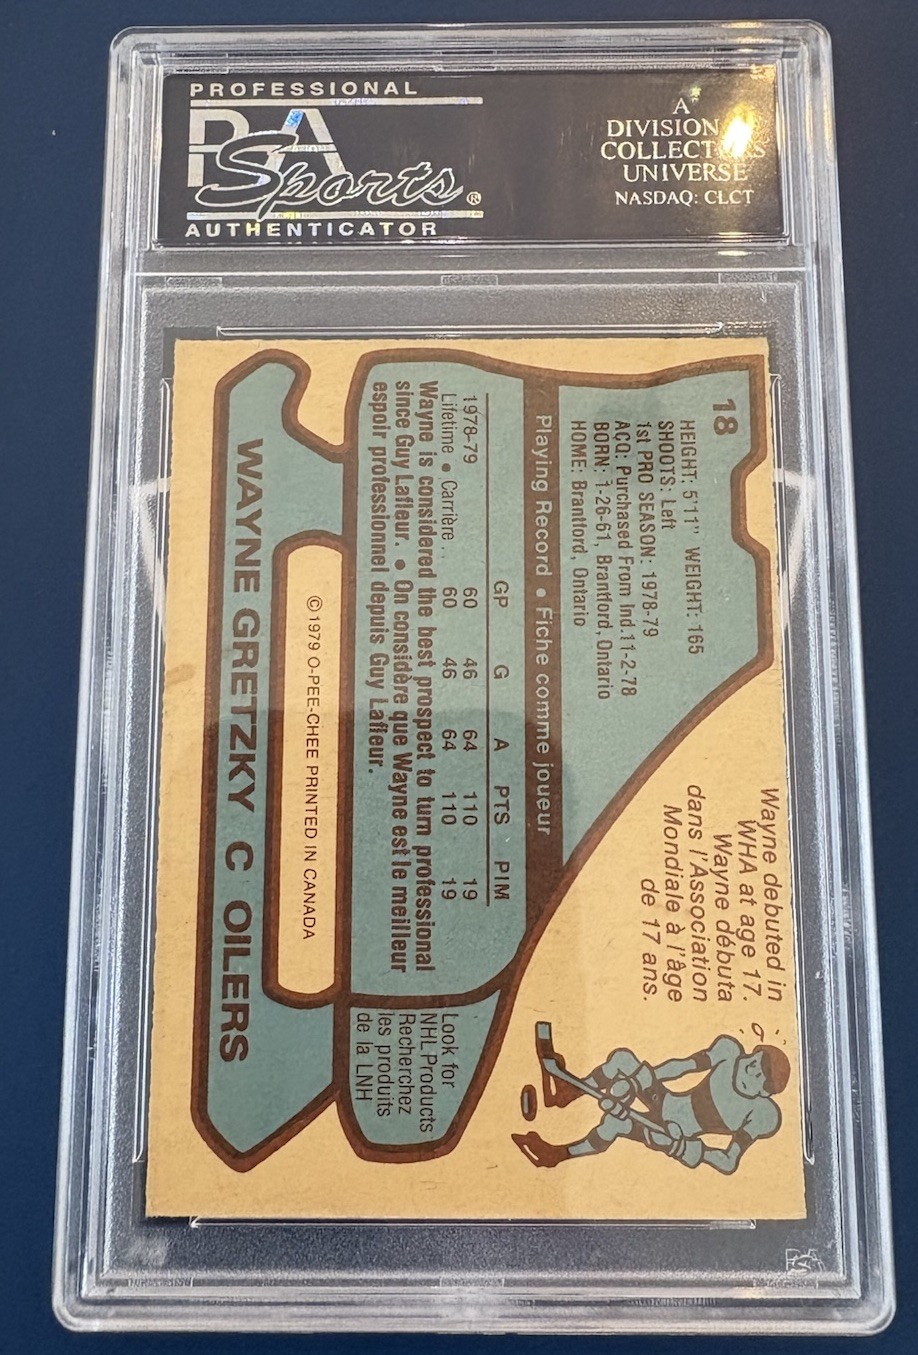 PROFESSIONAL
PSA
Sports®
AUTHENTICATOR
A
DIVISION
COLLECTORS
UNIVERSE
NASDAQ: CLCT
18
HEIGHT: 5'11" WEIGHT: 165
SHOOTS: Left
1st PRO SEASON: 1978-79
ACQ: Purchased From Ind. 11-2-78
BORN: 1-26-61, Brantford, Ontario
HOME: Brantford, Ontario
Playing Record • Fiche comme joueur
GP G A PTS PIM
1978-79 60 46 64 110 19
Lifetime • Carrière .. 60 46 64 110 19
Wayne is considered the best prospect to turn professional
since Guy Lafleur. • On considère que Wayne est le meilleur
espoir professionnel depuis Guy Lafleur.
Wayne debuted in
WHA at age 17.
Wayne débuta
dans l'Association
Mondiale à l'âge
de 17 ans.
Look for
NHL Products
Recherchez
les produits
de la LNH
© 1979 O-PEE-CHEE PRINTED IN CANADA
WAYNE GRETZKY C OILERS